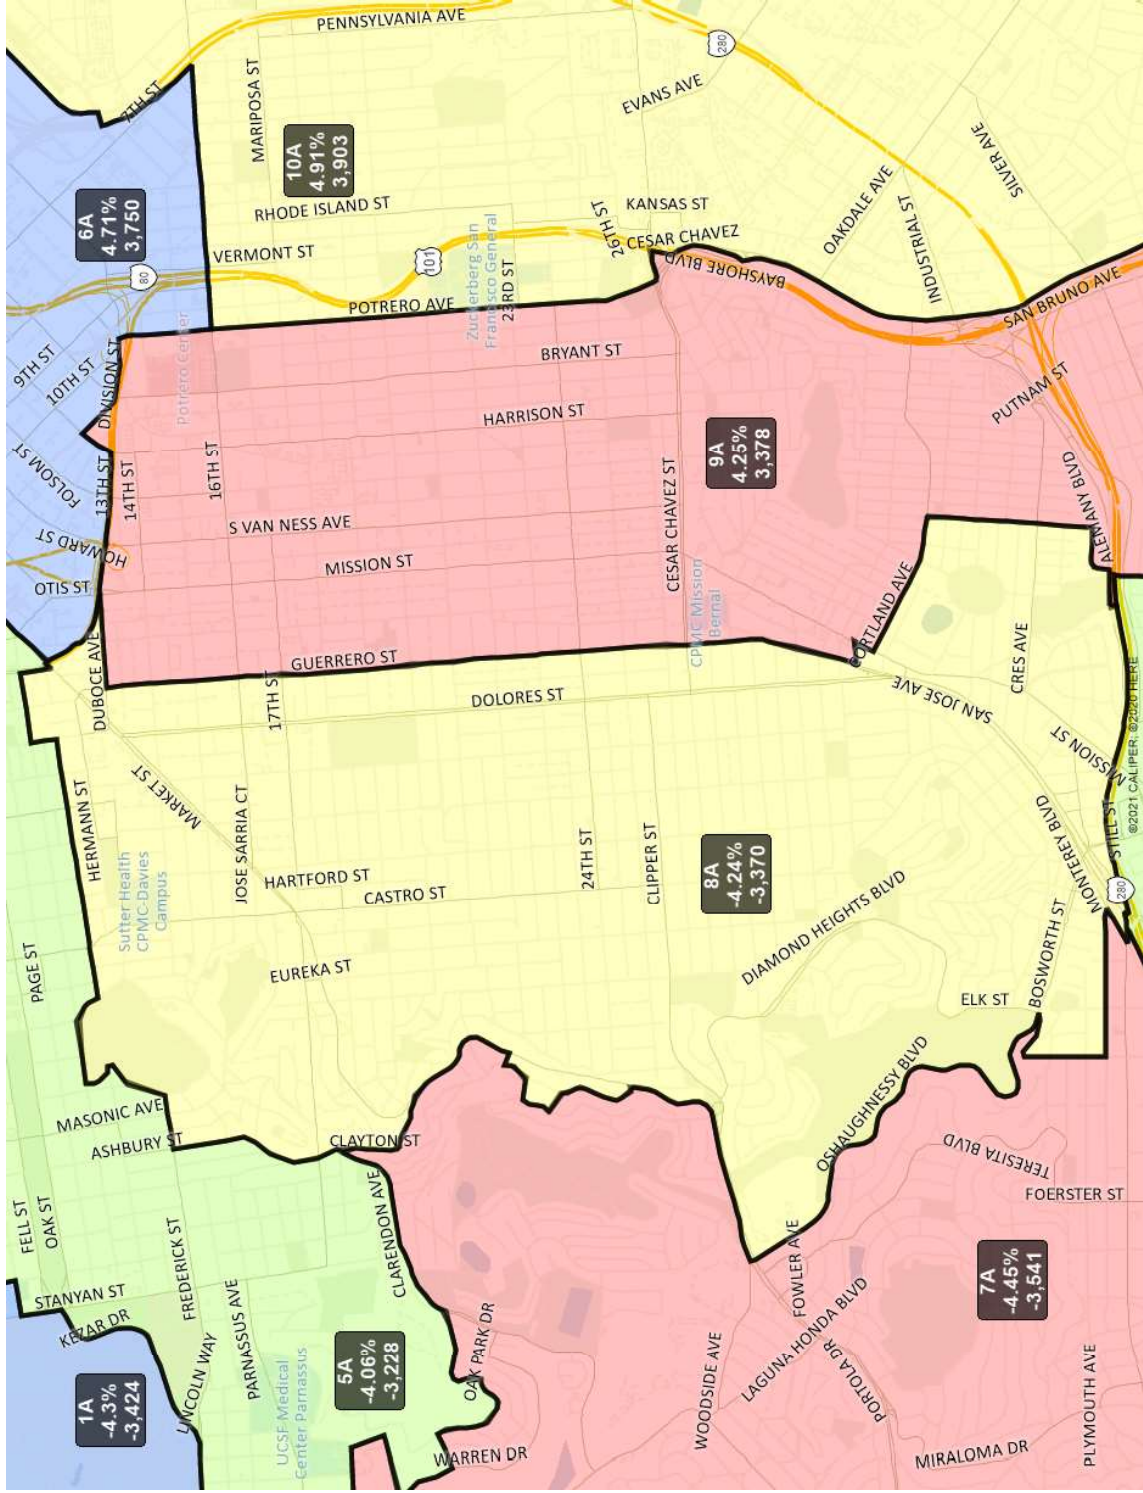 PENNSYLVANIA AVE
280
7TH ST
MARIPOSA ST
EVANS AVE
10A
4.91%
3,903
SILVER AVE
6A
4.71%
3,750
RHODE ISLAND ST
KANSAS ST
OAKDALE AVE
26TH ST
CESAR CHAVEZ
INDUSTRIAL ST
VERMONT ST
80
101
Zuckerberg San
Francisco General
23RD ST
BAYSHORE BLVD
POTRERO AVE
SAN BRUNO AVE
9TH ST
10TH ST
DIVISION ST
Potrero Center
BRYANT ST
PUTNAM ST
HARRISON ST
FOLSOM ST
13TH ST
14TH ST
16TH ST
9A
4.25%
3,378
HOWARD ST
S VAN NESS AVE
CESAR CHAVEZ ST
ALEMANY BLVD
OTIS ST
MISSION ST
CPMC Mission
Bernal
CORTLAND AVE
DUBOCE AVE
GUERRERO ST
17TH ST
DOLORES ST
SAN JOSE AVE
CRES AVE
MISSION ST
©2021 CALIPER; ©2020 HERE
HERMANN ST
MARKET ST
JOSE SARRIA CT
HARTFORD ST
CASTRO ST
24TH ST
CLIPPER ST
8A
-4.24%
-3,370
MONTEREY BLVD
STILL ST
280
Sutter Health
CPMC-Davies
Campus
PAGE ST
EUREKA ST
DIAMOND HEIGHTS BLVD
BOSWORTH ST
ELK ST
MASONIC AVE
ASHBURY ST
CLAYTON ST
OSHAUGHNESSY BLVD
TERESITA BLVD
FOERSTER ST
FELL ST
OAK ST
FREDERICK ST
CLARENDON AVE
STANYAN ST
KEZAR DR
PARNASSUS AVE
FOWLER AVE
7A
-4.45%
-3,541
1A
-4.3%
-3,424
LINCOLN WAY
5A
-4.06%
-3,228
OAK PARK DR
LAGUNA HONDA BLVD
PORTOLA DR
WOODSIDE AVE
UCSF Medical
Center Parnassus
WARREN DR
MIRALOMA DR
PLYMOUTH AVE